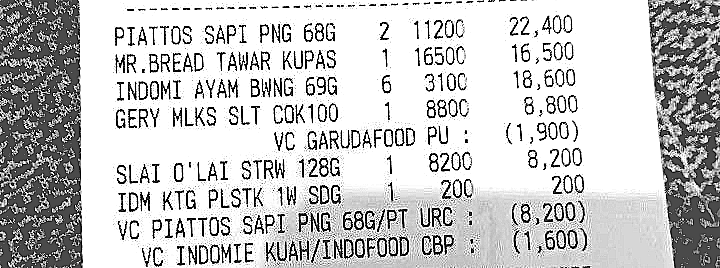 PIATTOS SAPI PNG 68G 2 11200 22,400
MR.BREAD TAWAR KUPAS 1 16500 16,500
INDOMI AYAM BWNG 69G 6 3100 18,600
GERY MLKS SLT COK100 1 8800 8,800
VC GARUDAFOOD PU : (1,900)
SLAI O'LAI STRW 128G 1 8200 8,200
IDM KTG PLSTK 1W SDG 1 200 200
VC PIATTOS SAPI PNG 68G/PT URC : (8,200)
VC INDOMIE KUAH/INDOFOOD CBP : (1,600)